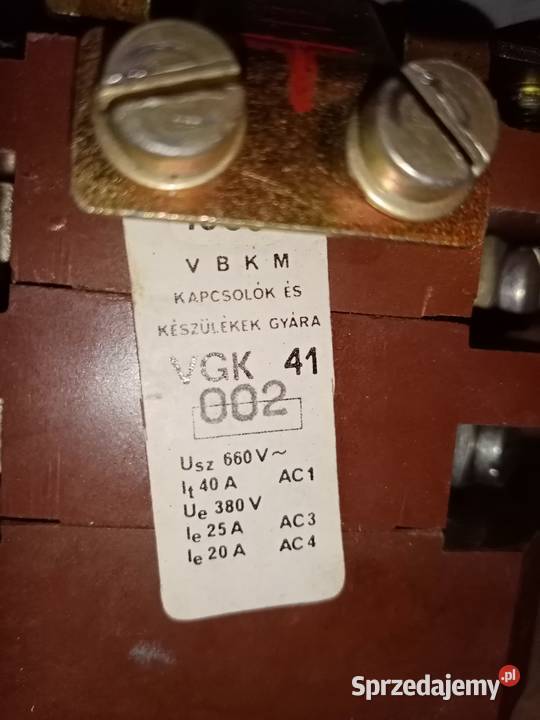 V B K M
KAPCSOLÓK ÉS
KÉSZÜLÉKEK GYÁRA
VGK 41
002
Usz 660 V~
It 40 A AC1
Ue 380 V
Ie 25 A AC3
Ie 20 A AC4
Sprzedajemy.pl